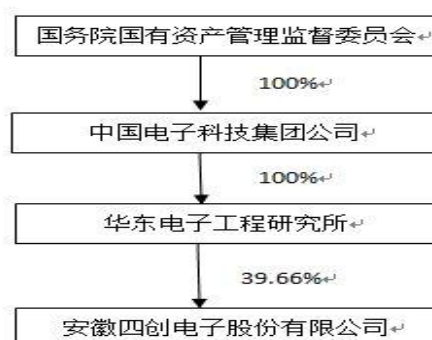 国务院国有资产管理监督委员会
100%
中国电子科技集团公司
100%
华东电子工程研究所
39.66%
安徽四创电子股份有限公司